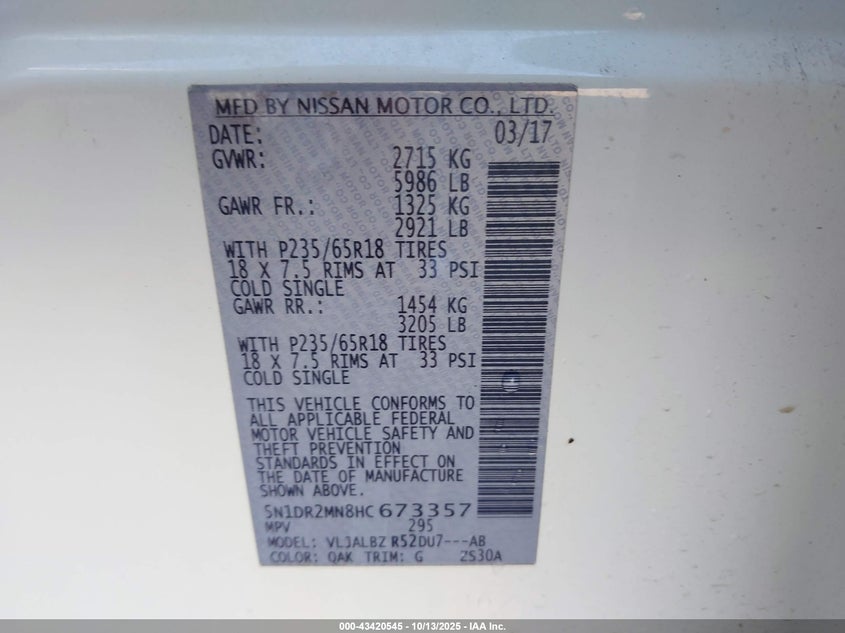 MFD BY NISSAN MOTOR CO., LTD.
DATE: 03/17
GVWR: 2715 KG
5986 LB
GAWR FR.: 1325 KG
2921 LB
WITH P235/65R18 TIRES
18 X 7.5 RIMS AT 33 PSI
COLD SINGLE
GAWR RR.: 1454 KG
3205 LB
WITH P235/65R18 TIRES
18 X 7.5 RIMS AT 33 PSI
COLD SINGLE
THIS VEHICLE CONFORMS TO
ALL APPLICABLE FEDERAL
MOTOR VEHICLE SAFETY AND
THEFT PREVENTION
STANDARDS IN EFFECT ON
THE DATE OF MANUFACTURE
SHOWN ABOVE.
5N1DR2MN8HC673357
MPV 295
MODEL: VLJALBZ R52DU7---AB
COLOR: QAK TRIM: G ZS30A
000-43420545 - 10/13/2025 - IAA Inc.